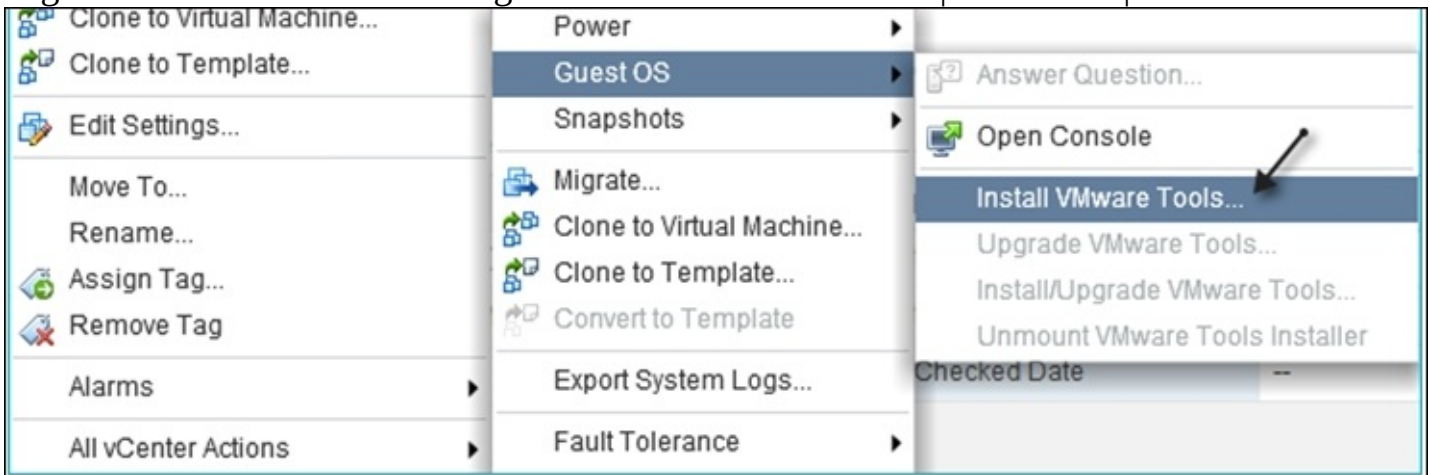 Clone to Virtual Machine...
Clone to Template...
Edit Settings...
Move To...
Rename...
Assign Tag...
Remove Tag
Alarms
All vCenter Actions
Power
Guest OS
Snapshots
Migrate...
Clone to Virtual Machine...
Clone to Template...
Convert to Template
Export System Logs...
Fault Tolerance
Answer Question...
Open Console
Install VMware Tools...
Upgrade VMware Tools...
Install/Upgrade VMware Tools...
Unmount VMware Tools Installer
Checked Date --